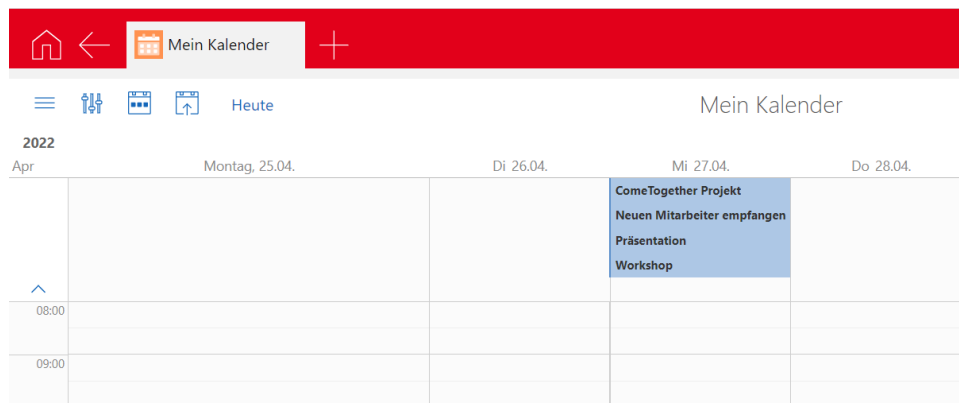 Mein Kalender
Heute
Mein Kalender
2022
Apr Montag, 25.04. Di 26.04. Mi 27.04. Do 28.04.
ComeTogether Projekt
Neuen Mitarbeiter empfangen
Präsentation
Workshop
08:00
09:00